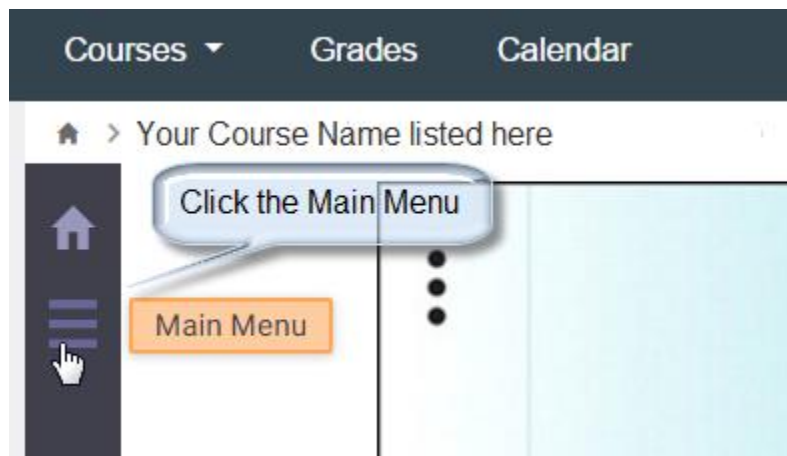 Courses Grades Calendar
> Your Course Name listed here
Click the Main Menu
Main Menu